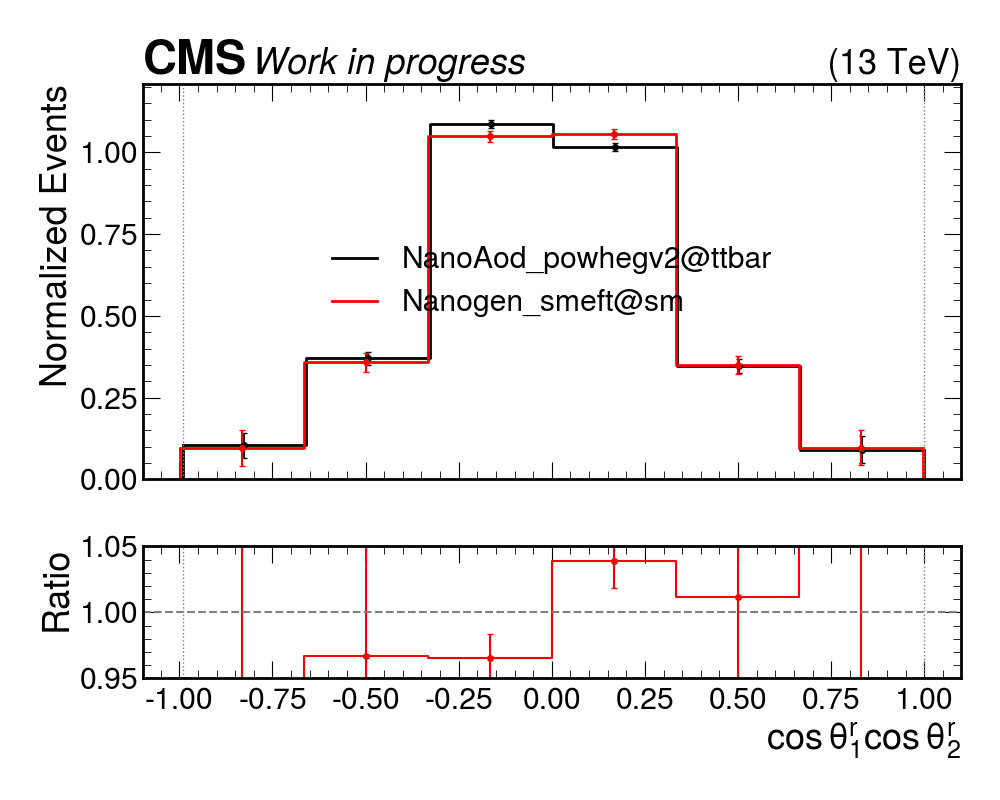 CMS Work in progress (13 TeV)
Normalized Events
1.00
0.75
0.50
0.25
0.00
NanoAod_powhegv2@ttbar
Nanogen_smeft@sm
Ratio
1.05
1.00
0.95
-1.00 -0.75 -0.50 -0.25 0.00 0.25 0.50 0.75 1.00
cos θ₁ʳcos θ₂ʳ